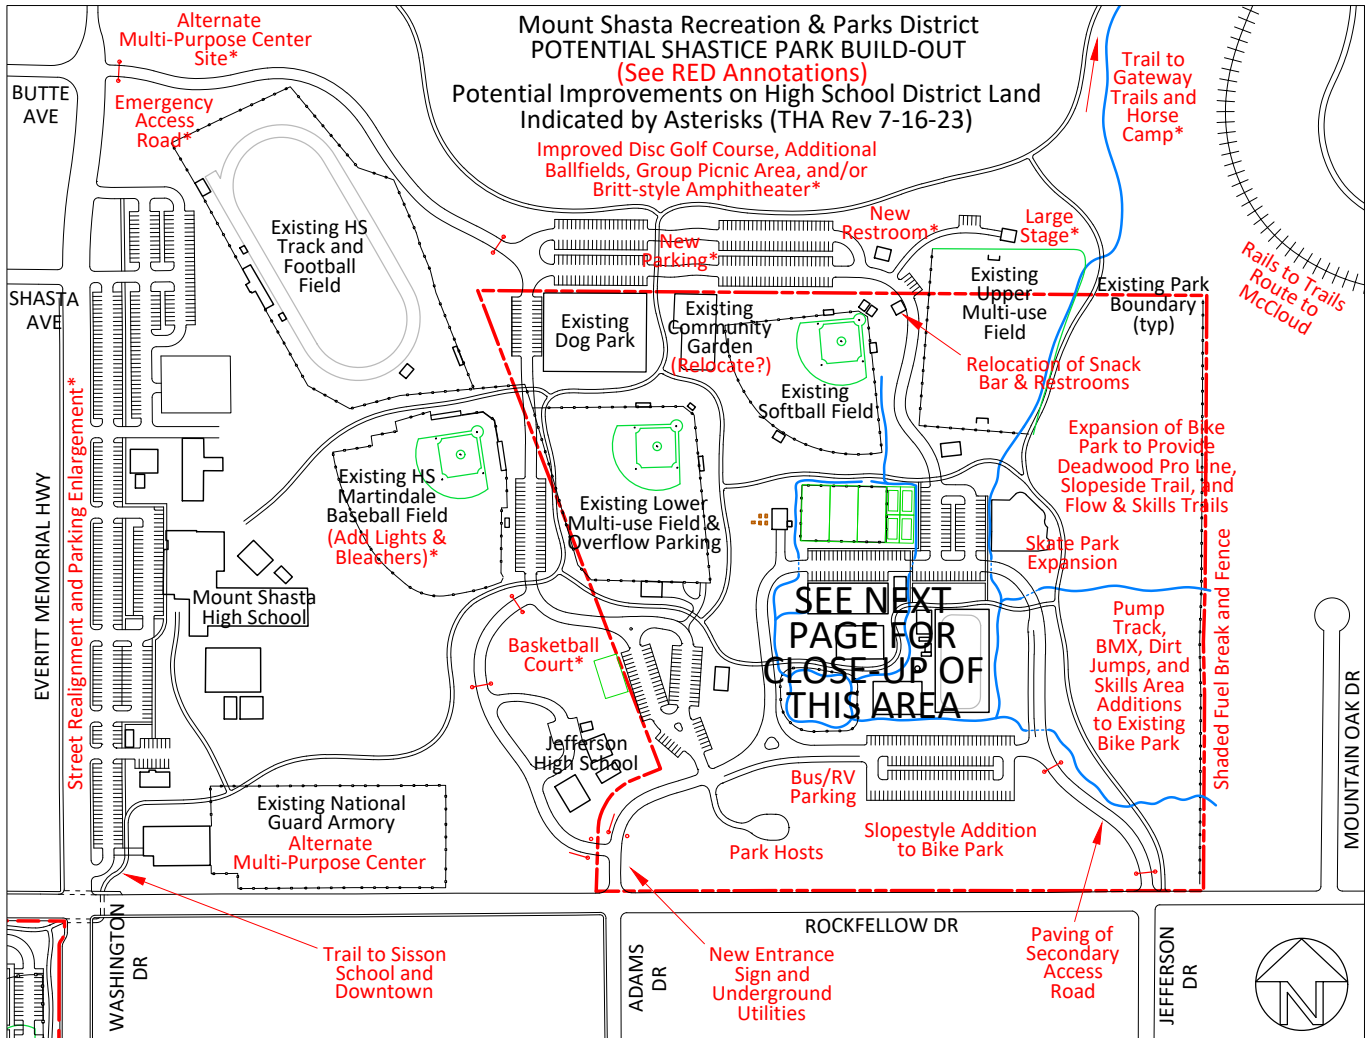 Mount Shasta Recreation & Parks District
POTENTIAL SHASTICE PARK BUILD-OUT
(See RED Annotations)
Potential Improvements on High School District Land
Indicated by Asterisks (THA Rev 7-16-23)
Improved Disc Golf Course, Additional
Ballfields, Group Picnic Area, and/or
Britt-style Amphitheater*
Alternate
Multi-Purpose Center
Site*
BUTTE
AVE
Emergency
Access
Road*
Trail to
Gateway
Trails and
Horse
Camp*
Existing HS
Track and
Football
Field
New
Parking*
New
Restroom*
Large
Stage*
Rails to Trails
Route to
McCloud
SHASTA
AVE
Existing
Dog Park
Existing
Community
Garden
(Relocate?)
Existing
Upper
Multi-use
Field
Existing Park
Boundary
(typ)
Relocation of Snack
Bar & Restrooms
Existing
Softball Field
Expansion of Bike
Park to Provide
Deadwood Pro Line,
Slopeside Trail, and
Flow & Skills Trails
Street Realignment and Parking Enlargement*
EVERITT MEMORIAL HWY
Existing HS
Martindale
Baseball Field
(Add Lights &
Bleachers)*
Existing Lower
Multi-use Field &
Overflow Parking
Skate Park
Expansion
Mount Shasta
High School
SEE NEXT
PAGE FOR
CLOSE-UP OF
THIS AREA
Pump
Track,
BMX, Dirt
Jumps, and
Skills Area
Additions
to Existing
Bike Park
Shaded Fuel Break and Fence
MOUNTAIN OAK DR
Basketball
Court*
Jefferson
High School
Bus/RV
Parking
Existing National
Guard Armory
Alternate
Multi-Purpose Center
Park Hosts
Slopestyle Addition
to Bike Park
ROCKFELLOW DR
WASHINGTON
DR
Trail to Sisson
School and
Downtown
ADAMS
DR
New Entrance
Sign and
Underground
Utilities
Paving of
Secondary
Access
Road
JEFFERSON
DR
N